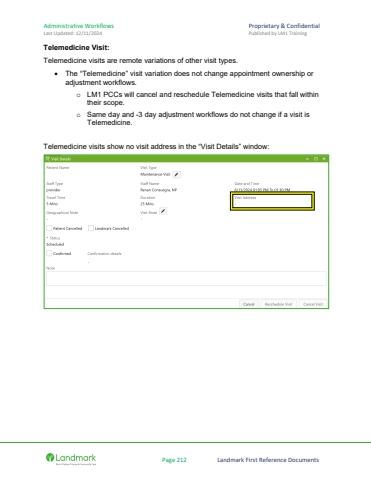 Administrative Workflows Proprietary & Confidential
Last Updated: 12/11/2024 Published by LM1 Training
Telemedicine Visit:
Telemedicine visits are remote variations of other visit types.
• The “Telemedicine” visit variation does not change appointment ownership or
adjustment workflows.
o LM1 PCCs will cancel and reschedule Telemedicine visits that fall within
their scope.
o Same day and -3 day adjustment workflows do not change if a visit is
Telemedicine.
Telemedicine visits show no visit address in the “Visit Details” window:
Visit Details
Patient Name Visit Type
Maintenance Visit
Staff Type Staff Name Date and Time
provider Renan Consuegra, NP
Travel Time Duration Visit Address
5 Mins 25 Mins
Geographical Note Visit Note
- -
Patient Cancelled Landmark Cancelled
* Status
Scheduled
Confirmed Confirmation details
-
Note
Cancel Reschedule Visit Cancel Visit
Landmark Page 212 Landmark First Reference Documents